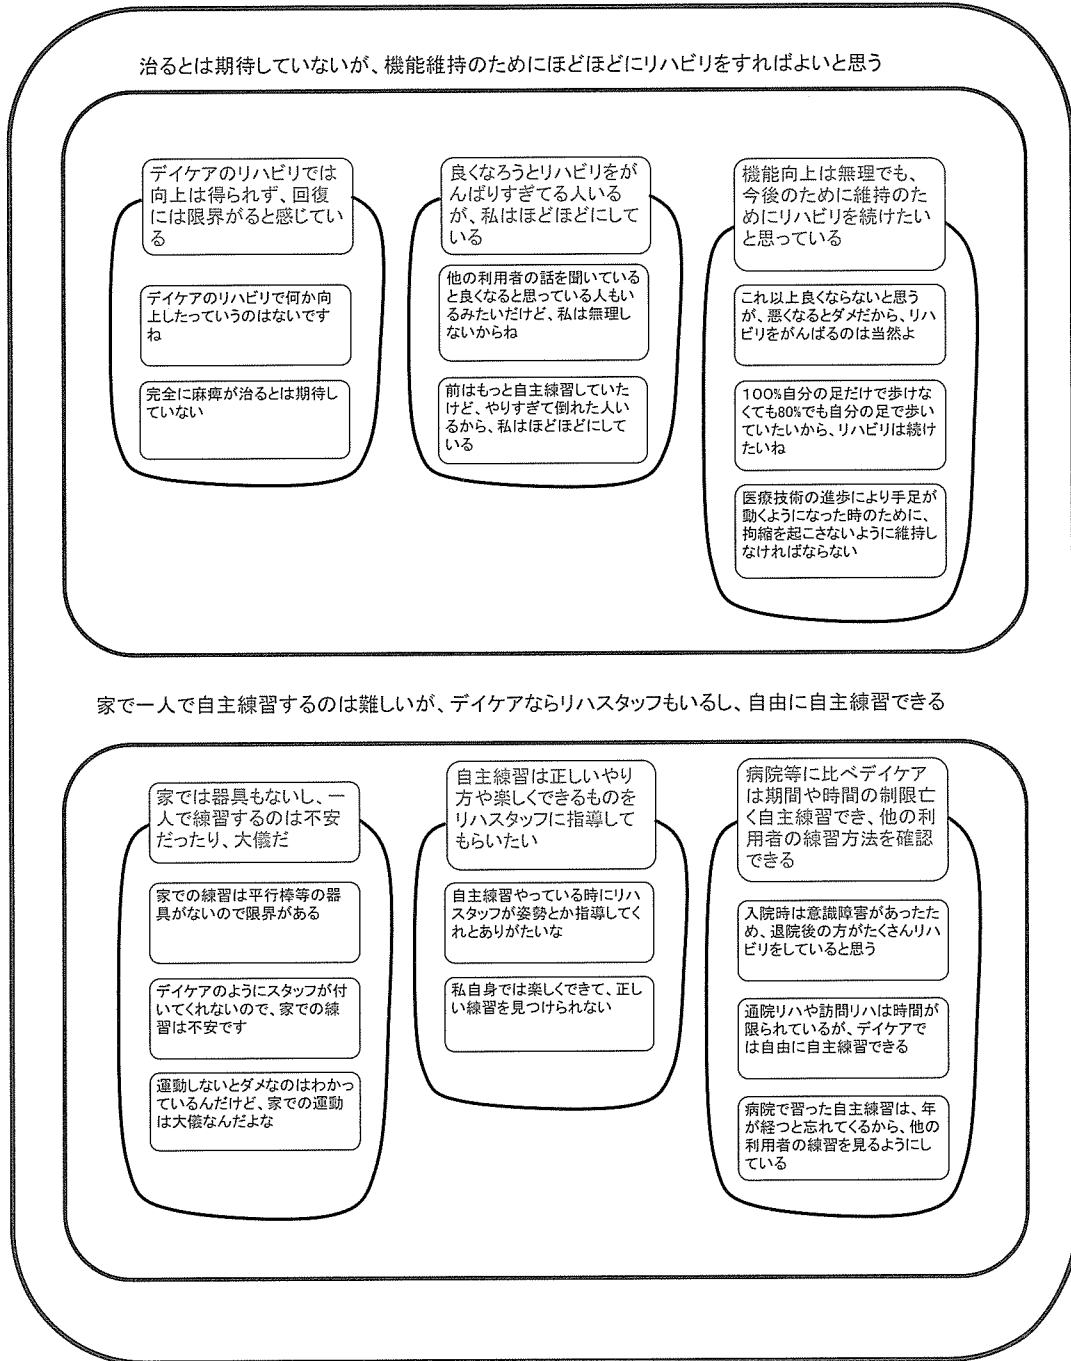 治るとは期待していないが、機能維持のためにほどほどにリハビリをすればよいと思う
デイケアのリハビリでは
向上は得られず、回復
には限界がると感じてい
る
デイケアのリハビリで何か向
上したっていうのはないです
ね
完全に麻痺が治るとは期待し
ていない
良くなろうとリハビリをが
んばりすぎてる人いる
が、私はほどほどにして
いる
他の利用者の話を聞いている
と良くなると思っている人もい
るみたいだけど、私は無理し
ないからね
前はもっと自主練習していた
けど、やりすぎて倒れた人い
るから、私はほどほどにして
いる
機能向上は無理でも、
今後のために維持のた
めにリハビリを続けたい
と思っている
これ以上良くならないと思う
が、悪くなるとダメだから、リハ
ビリをがんばるのは当然よ
100%自分の足だけで歩けな
くても80%でも自分の足で歩い
ていたいから、リハビリは続け
たいね
医療技術の進歩により手足が
動くようになった時のために、
拘縮を起こさないように維持し
なければならない
家で一人で自主練習するのは難しいが、デイケアならリハスタッフもいるし、自由に自主練習できる
家では器具もないし、一
人で練習するのは不安
だったり、大儀だ
家での練習は平行棒等の器
具がないので限界がある
デイケアのようにスタッフが付
いてくれないので、家での練
習は不安です
運動しないとダメなのはわかっ
ているんだけど、家での運動
は大儀なんだよな
自主練習は正しいやり
方や楽しくできるものを
リハスタッフに指導して
もらいたい
自主練習やっている時にリハ
スタッフが姿勢とか指導してく
れとありがたいな
私自身では楽しくできて、正し
い練習を見つけられない
病院等に比べデイケア
は期間や時間の制限亡
く自主練習でき、他の利
用者の練習方法を確認
できる
入院時は意識障害があったた
め、退院後の方がたくさんリハ
ビリをしていると思う
通院リハや訪問リハは時間が
限られているが、デイケアで
は自由に自主練習できる
病院で習った自主練習は、年
が経つと忘れてくるから、他の
利用者の練習を見るようにし
ている